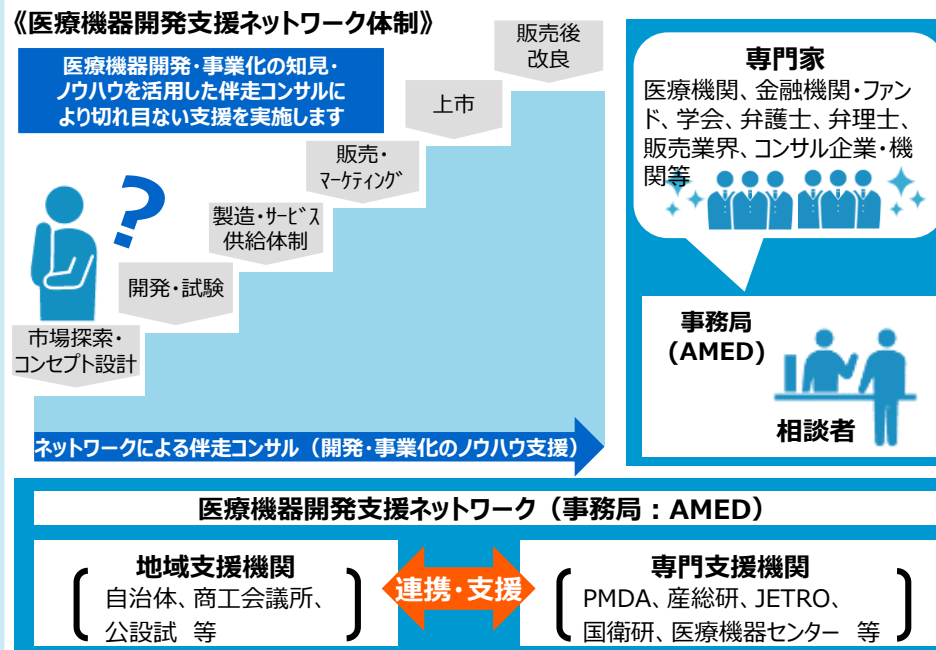 《医療機器開発支援ネットワーク体制》
医療機器開発・事業化の知見・
ノウハウを活用した伴走コンサルに
より切れ目ない支援を実施します
販売後
改良
上市
販売・
ﾏｰｹﾃｨﾝｸﾞ
製造・ｻｰﾋﾞｽ
供給体制
開発・試験
市場探索・
コンセプト設計
?
ネットワークによる伴走コンサル（開発・事業化のノウハウ支援）
専門家
医療機関、金融機関・ファン
ド、学会、弁護士、弁理士、
販売業界、コンサル企業・機
関等
事務局
(AMED)
相談者
医療機器開発支援ネットワーク（事務局：AMED）
地域支援機関
自治体、商工会議所、
公設試 等
連携・支援
専門支援機関
PMDA、産総研、JETRO、
国衛研、医療機器センター 等